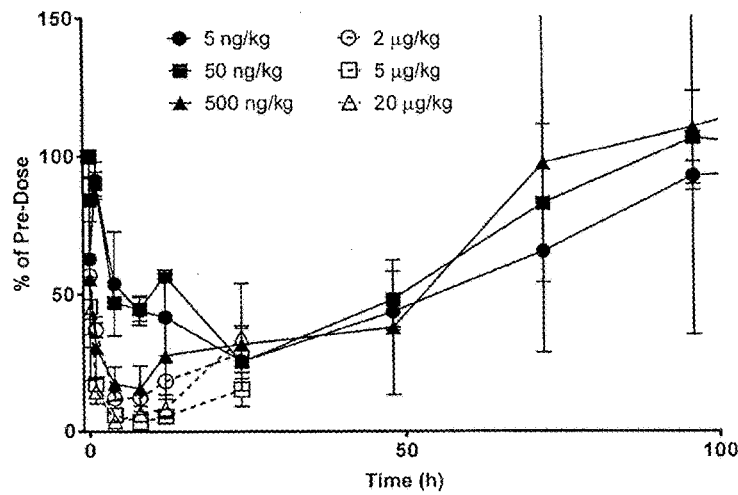 150
5 ng/kg 2 μg/kg
50 ng/kg 5 μg/kg
500 ng/kg 20 μg/kg
100
% of Pre-Dose
50
0
0 50 100
Time (h)